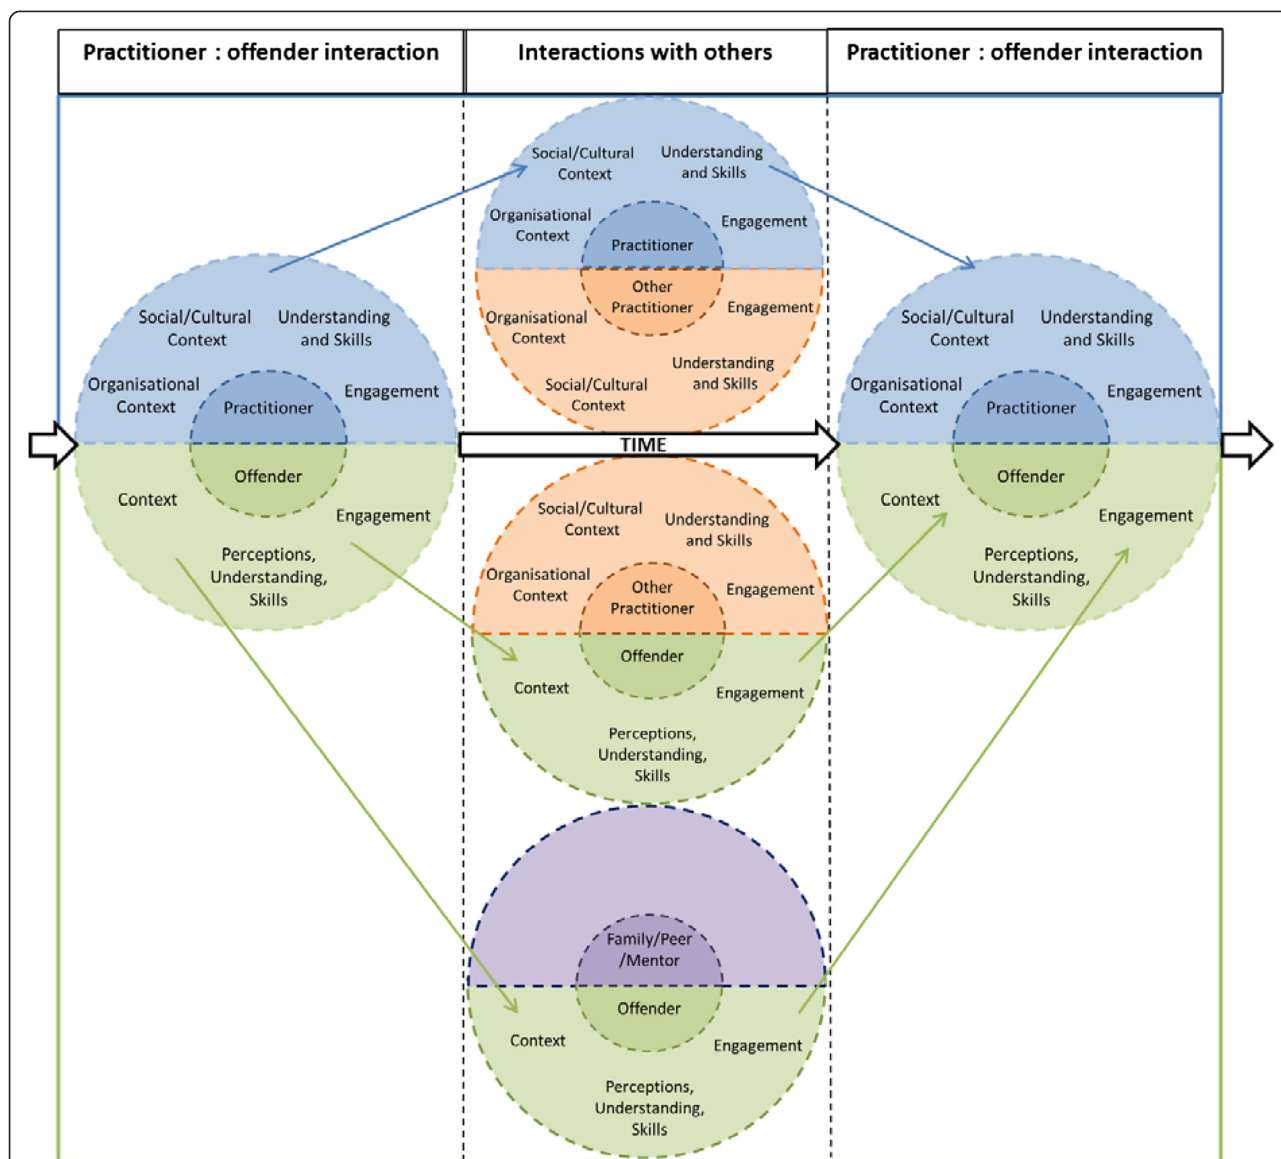 Practitioner : offender interaction
Interactions with others
Practitioner : offender interaction
Social/Cultural
Context
Understanding
and Skills
Organisational
Context
Engagement
Practitioner
Offender
Context
Engagement
Perceptions,
Understanding,
Skills
Social/Cultural
Context
Understanding
and Skills
Organisational
Context
Engagement
Practitioner
Other
Practitioner
Organisational
Context
Engagement
Social/Cultural
Context
Understanding
and Skills
TIME
Social/Cultural
Context
Understanding
and Skills
Organisational
Context
Engagement
Other
Practitioner
Offender
Context
Engagement
Perceptions,
Understanding,
Skills
Family/Peer
/Mentor
Offender
Context
Engagement
Perceptions,
Understanding,
Skills
Social/Cultural
Context
Understanding
and Skills
Organisational
Context
Engagement
Practitioner
Offender
Context
Engagement
Perceptions,
Understanding,
Skills